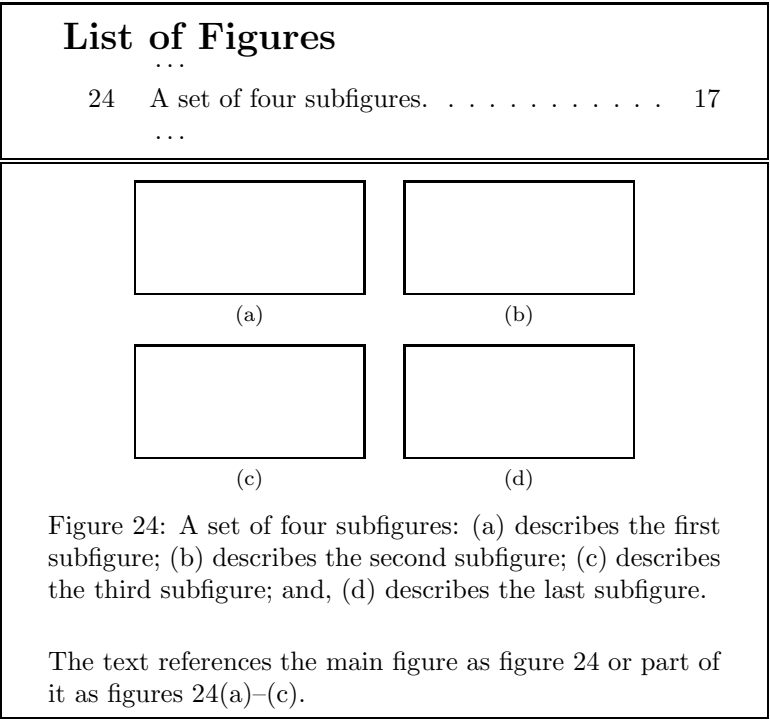 List of Figures
...
24 A set of four subfigures. . . . . . . . . . . . . 17
...
(a) (b)
(c) (d)
Figure 24: A set of four subfigures: (a) describes the first
subfigure; (b) describes the second subfigure; (c) describes
the third subfigure; and, (d) describes the last subfigure.
The text references the main figure as figure 24 or part of
it as figures 24(a)–(c).